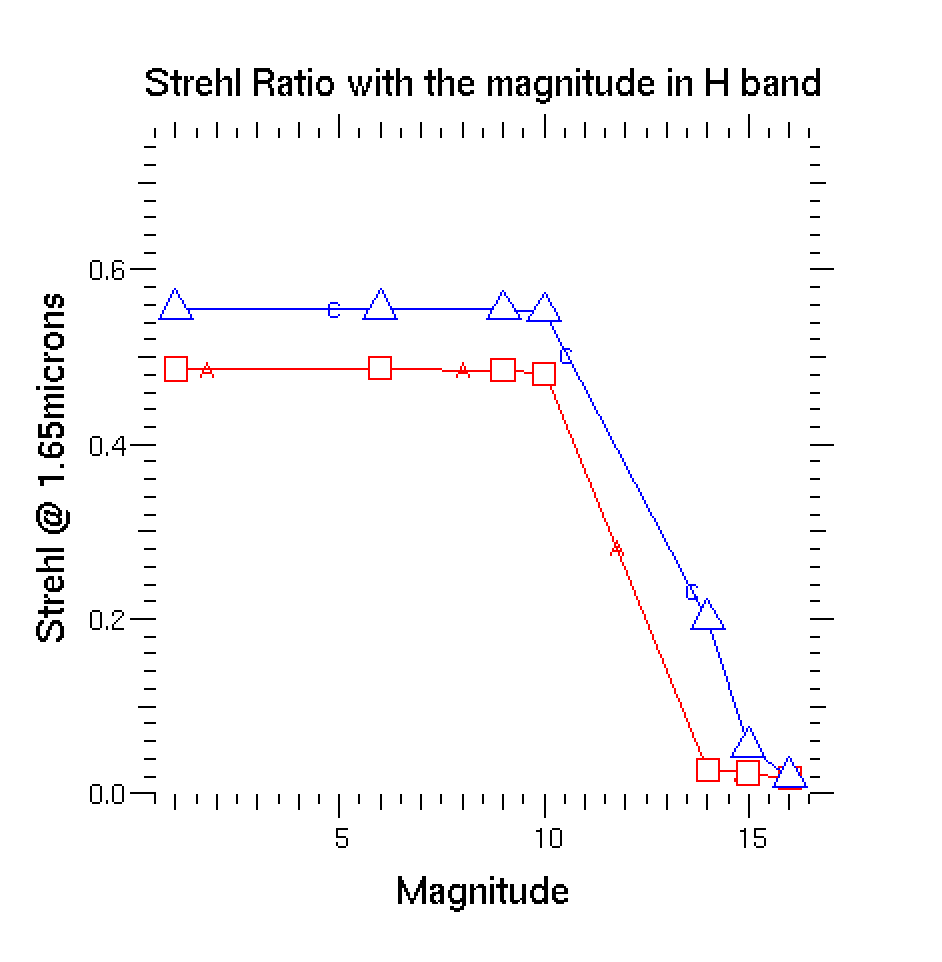 Strehl Ratio with the magnitude in H band
0.6
0.4
0.2
0.0
Strehl @ 1.65microns
C
C
C
A
A
A
5 10 15
Magnitude